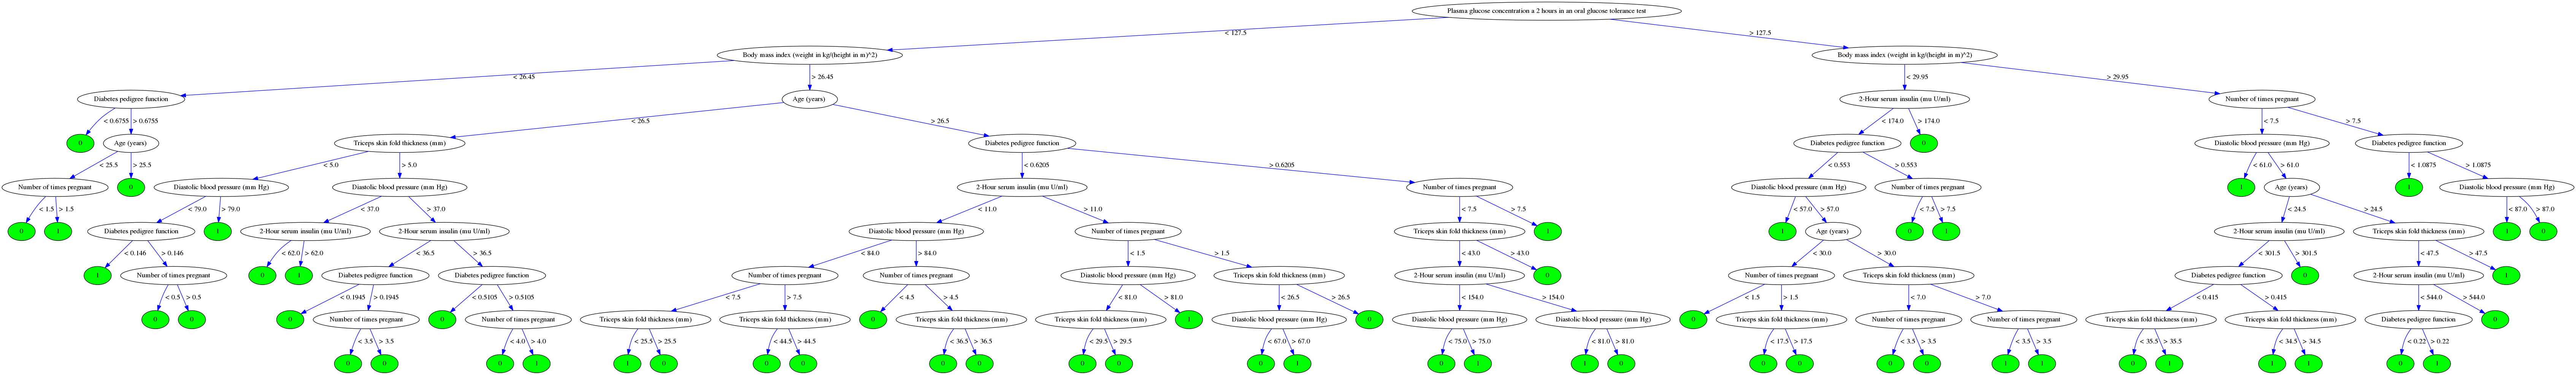 Plasma glucose concentration a 2 hours in an oral glucose tolerance test
< 127.5 > 127.5
Body mass index (weight in kg/(height in m)^2) Body mass index (weight in kg/(height in m)^2)
< 26.45 > 26.45 < 29.95 > 29.95
Diabetes pedigree function Age (years) 2-Hour serum insulin (mu U/ml) Number of times pregnant
< 0.6755 > 0.6755 < 26.5 > 26.5 < 174.0 > 174.0 < 7.5 > 7.5
0 Age (years) Triceps skin fold thickness (mm) Diabetes pedigree function Diabetes pedigree function 0 Diastolic blood pressure (mm Hg) Diabetes pedigree function
< 25.5 > 25.5 < 5.0 > 5.0 < 0.6205 > 0.6205 < 0.553 > 0.553 < 61.0 > 61.0 < 1.0875 > 1.0875
Number of times pregnant 0 Diastolic blood pressure (mm Hg) Diastolic blood pressure (mm Hg) 2-Hour serum insulin (mu U/ml) Number of times pregnant Diastolic blood pressure (mm Hg) Number of times pregnant 1 Age (years) 1 Diastolic blood pressure (mm Hg)
< 1.5 > 1.5 < 79.0 > 79.0 < 37.0 > 37.0 < 11.0 > 11.0 < 7.5 > 7.5 < 57.0 > 57.0 < 7.5 > 7.5 < 24.5 > 24.5 < 87.0 > 87.0
0 1 Diabetes pedigree function 1 2-Hour serum insulin (mu U/ml) 2-Hour serum insulin (mu U/ml) Diastolic blood pressure (mm Hg) Number of times pregnant Triceps skin fold thickness (mm) 1 1 Age (years) 0 1 2-Hour serum insulin (mu U/ml) Triceps skin fold thickness (mm) 1 0
< 0.146 > 0.146 < 62.0 > 62.0 < 36.5 > 36.5 < 84.0 > 84.0 < 1.5 > 1.5 < 43.0 > 43.0 < 30.0 > 30.0 < 301.5 > 301.5 < 47.5 > 47.5
1 Number of times pregnant 0 1 Diabetes pedigree function Diabetes pedigree function Number of times pregnant Number of times pregnant Diastolic blood pressure (mm Hg) Triceps skin fold thickness (mm) 2-Hour serum insulin (mu U/ml) 0 Number of times pregnant Triceps skin fold thickness (mm) Diabetes pedigree function 0 2-Hour serum insulin (mu U/ml) 1
< 0.5 > 0.5 < 0.1945 > 0.1945 < 0.5105 > 0.5105 < 7.5 > 7.5 < 4.5 > 4.5 < 81.0 > 81.0 < 26.5 > 26.5 < 154.0 > 154.0 < 1.5 > 1.5 < 7.0 > 7.0 < 0.415 > 0.415 < 544.0 > 544.0
0 0 0 Number of times pregnant 0 Number of times pregnant Triceps skin fold thickness (mm) Triceps skin fold thickness (mm) 0 Triceps skin fold thickness (mm) Triceps skin fold thickness (mm) 1 Diastolic blood pressure (mm Hg) 0 Diastolic blood pressure (mm Hg) Diastolic blood pressure (mm Hg) 0 Triceps skin fold thickness (mm) Number of times pregnant Number of times pregnant Triceps skin fold thickness (mm) Triceps skin fold thickness (mm) Diabetes pedigree function 0
< 3.5 > 3.5 < 4.0 > 4.0 < 25.5 > 25.5 < 44.5 > 44.5 < 36.5 > 36.5 < 29.5 > 29.5 < 67.0 > 67.0 < 75.0 > 75.0 < 81.0 > 81.0 < 17.5 > 17.5 < 3.5 > 3.5 < 3.5 > 3.5 < 35.5 > 35.5 < 34.5 > 34.5 < 0.22 > 0.22
0 0 0 1 1 0 0 0 0 0 0 0 0 1 0 1 1 0 0 0 0 0 1 1 0 1 1 1 0 1